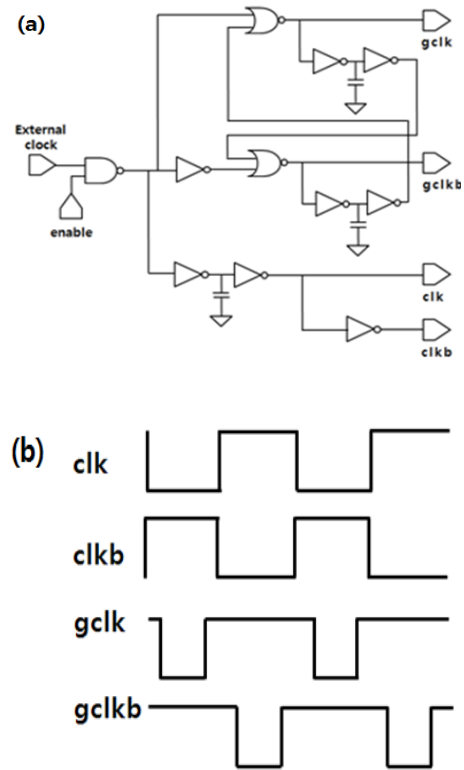 (a)
gclk
External
clock
enable
gclkb
clk
clkb
(b)
clk
clkb
gclk
gclkb